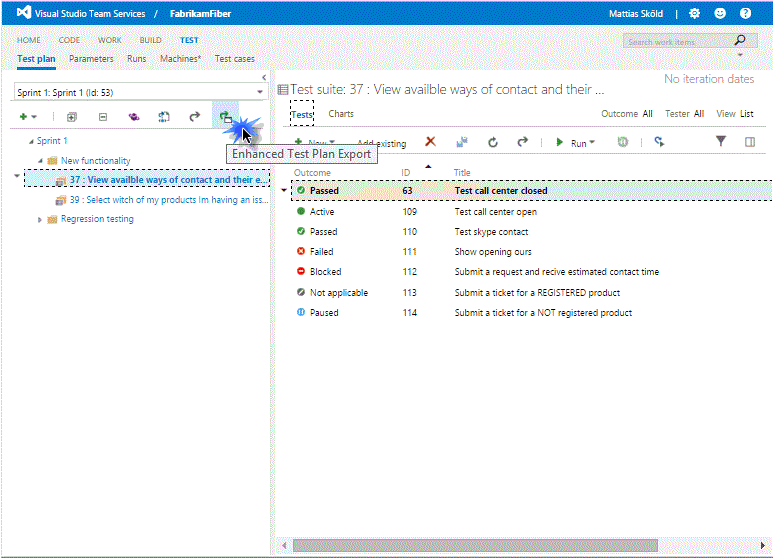 Visual Studio Team Services / FabrikamFiber Mattias Sköld | ?
HOME CODE WORK BUILD TEST
Search work items
Test plan Parameters Runs Machines* Test cases
No iteration dates
Sprint 1: Sprint 1 (Id: 53)
Test suite: 37 : View availble ways of contact and their ...
Tests Charts Outcome All Tester All View List
New Add existing Run
Enhanced Test Plan Export
Sprint 1
New functionality
37 : View availble ways of contact and their e...
39 : Select witch of my products Im having an iss...
Regression testing
Outcome ID Title
Passed 63 Test call center closed
Active 109 Test call center open
Passed 110 Test skype contact
Failed 111 Show opening ours
Blocked 112 Submit a request and recive estimated contact time
Not applicable 113 Submit a ticket for a REGISTERED product
Paused 114 Submit a ticket for a NOT registered product